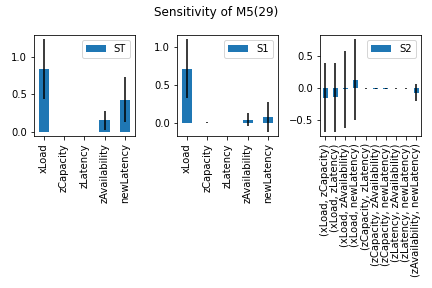 Sensitivity of M5(29)
ST
1.0
0.5
0.0
xLoad
zCapacity
zLatency
zAvailability
newLatency
S1
1.0
0.5
0.0
xLoad
zCapacity
zLatency
zAvailability
newLatency
S2
0.5
0.0
−0.5
(xLoad, zCapacity)
(xLoad, zLatency)
(xLoad, zAvailability)
(xLoad, newLatency)
(zCapacity, zLatency)
(zCapacity, zAvailability)
(zCapacity, newLatency)
(zLatency, zAvailability)
(zLatency, newLatency)
(zAvailability, newLatency)